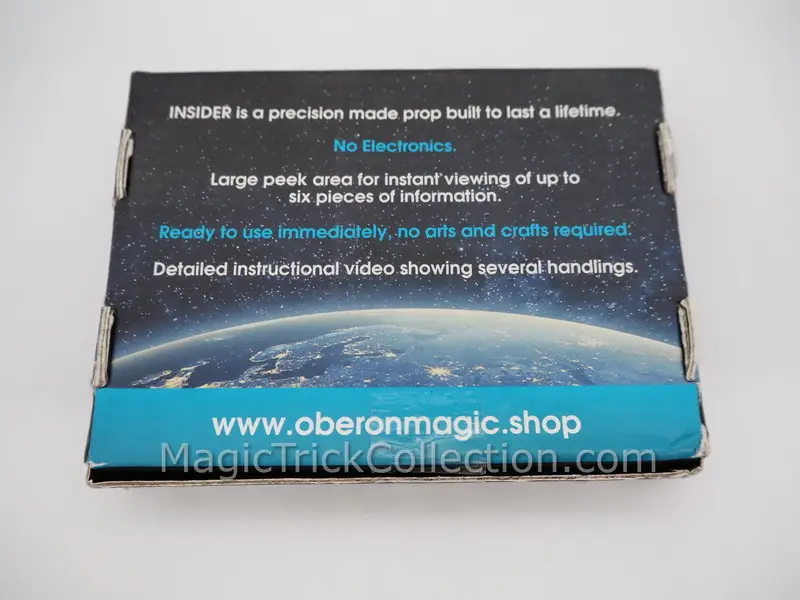 INSIDER is a precision made prop built to last a lifetime.
No Electronics.
Large peek area for instant viewing of up to
six pieces of information.
Ready to use immediately, no arts and crafts required.
Detailed instructional video showing several handlings.
www.oberonmagic.shop
MagicTrickCollection.com